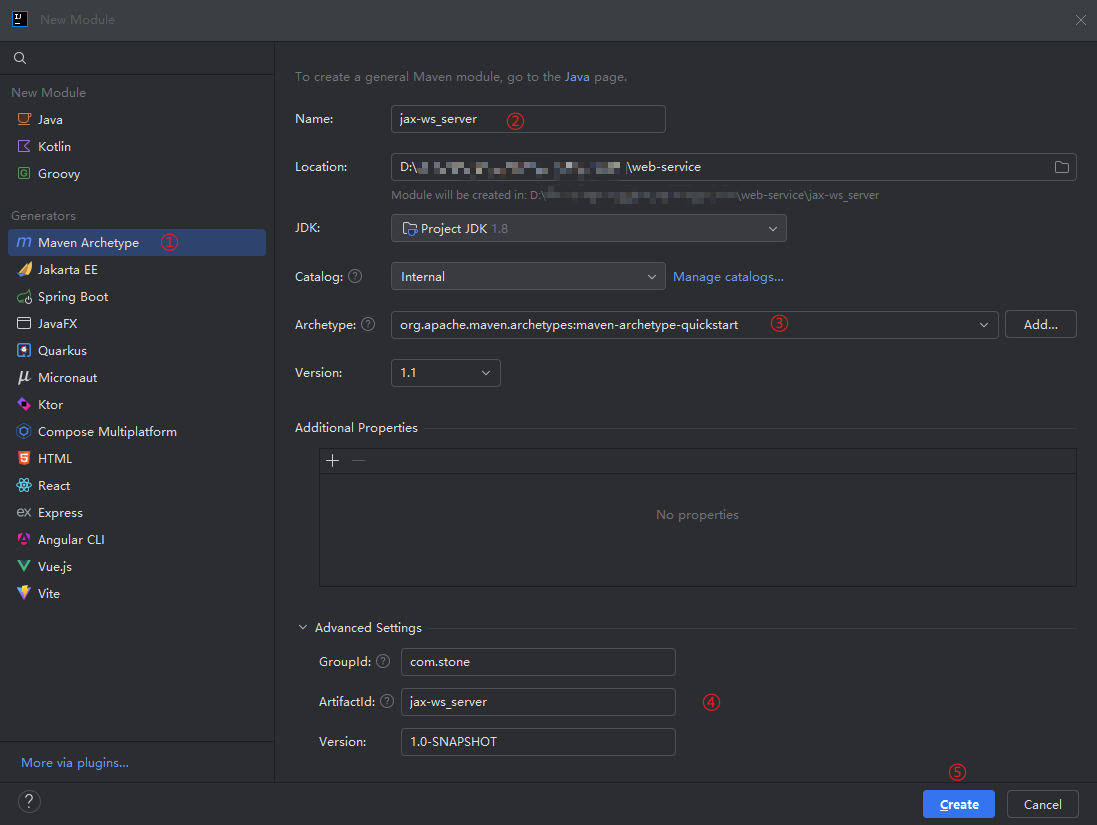 New Module
To create a general Maven module, go to the Java page.
New Module
Java
Kotlin
Groovy
Generators
Maven Archetype ①
Jakarta EE
Spring Boot
JavaFX
Quarkus
Micronaut
Ktor
Compose Multiplatform
HTML
React
Express
Angular CLI
Vue.js
Vite
More via plugins...
Name: jax-ws_server ②
Location: D:\ \web-service
Module will be created in: D:\ \web-service\jax-ws_server
JDK: Project JDK 1.8
Catalog: ? Internal Manage catalogs...
Archetype: ? org.apache.maven.archetypes:maven-archetype-quickstart ③ Add...
Version: 1.1
Additional Properties
No properties
Advanced Settings
GroupId: ? com.stone
ArtifactId: ? jax-ws_server ④
Version: 1.0-SNAPSHOT
⑤
? Create Cancel